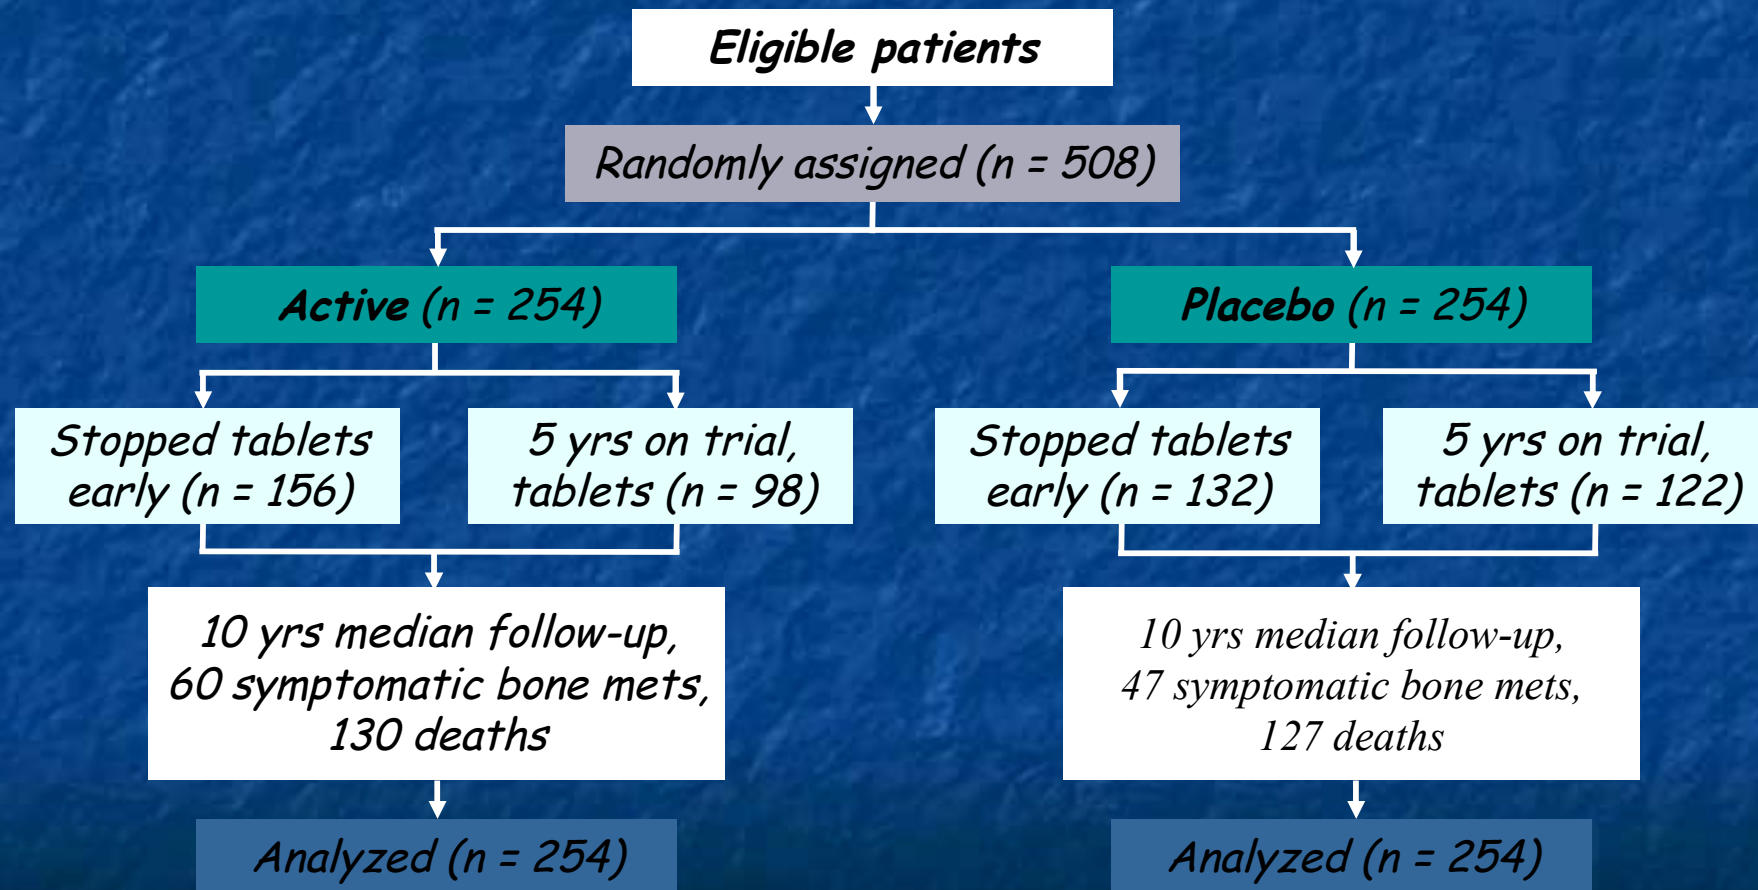 Eligible patients
Randomly assigned (n = 508)
Active (n = 254)
Placebo (n = 254)
Stopped tablets
early (n = 156)
5 yrs on trial,
tablets (n = 98)
Stopped tablets
early (n = 132)
5 yrs on trial,
tablets (n = 122)
10 yrs median follow-up,
60 symptomatic bone mets,
130 deaths
10 yrs median follow-up,
47 symptomatic bone mets,
127 deaths
Analyzed (n = 254)
Analyzed (n = 254)